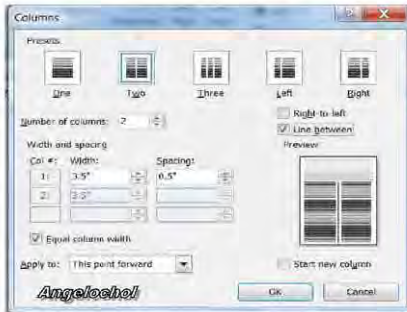 Columns
Presets
One Two Three Left Right
Number of columns: 2
Right-to-left
Line between
Width and spacing
Preview
Col #: Width: Spacing:
1: 3.5" 0.5"
2: 3.5"
Equal column width
Apply to: This point forward
Start new column
Angelochol
OK Cancel